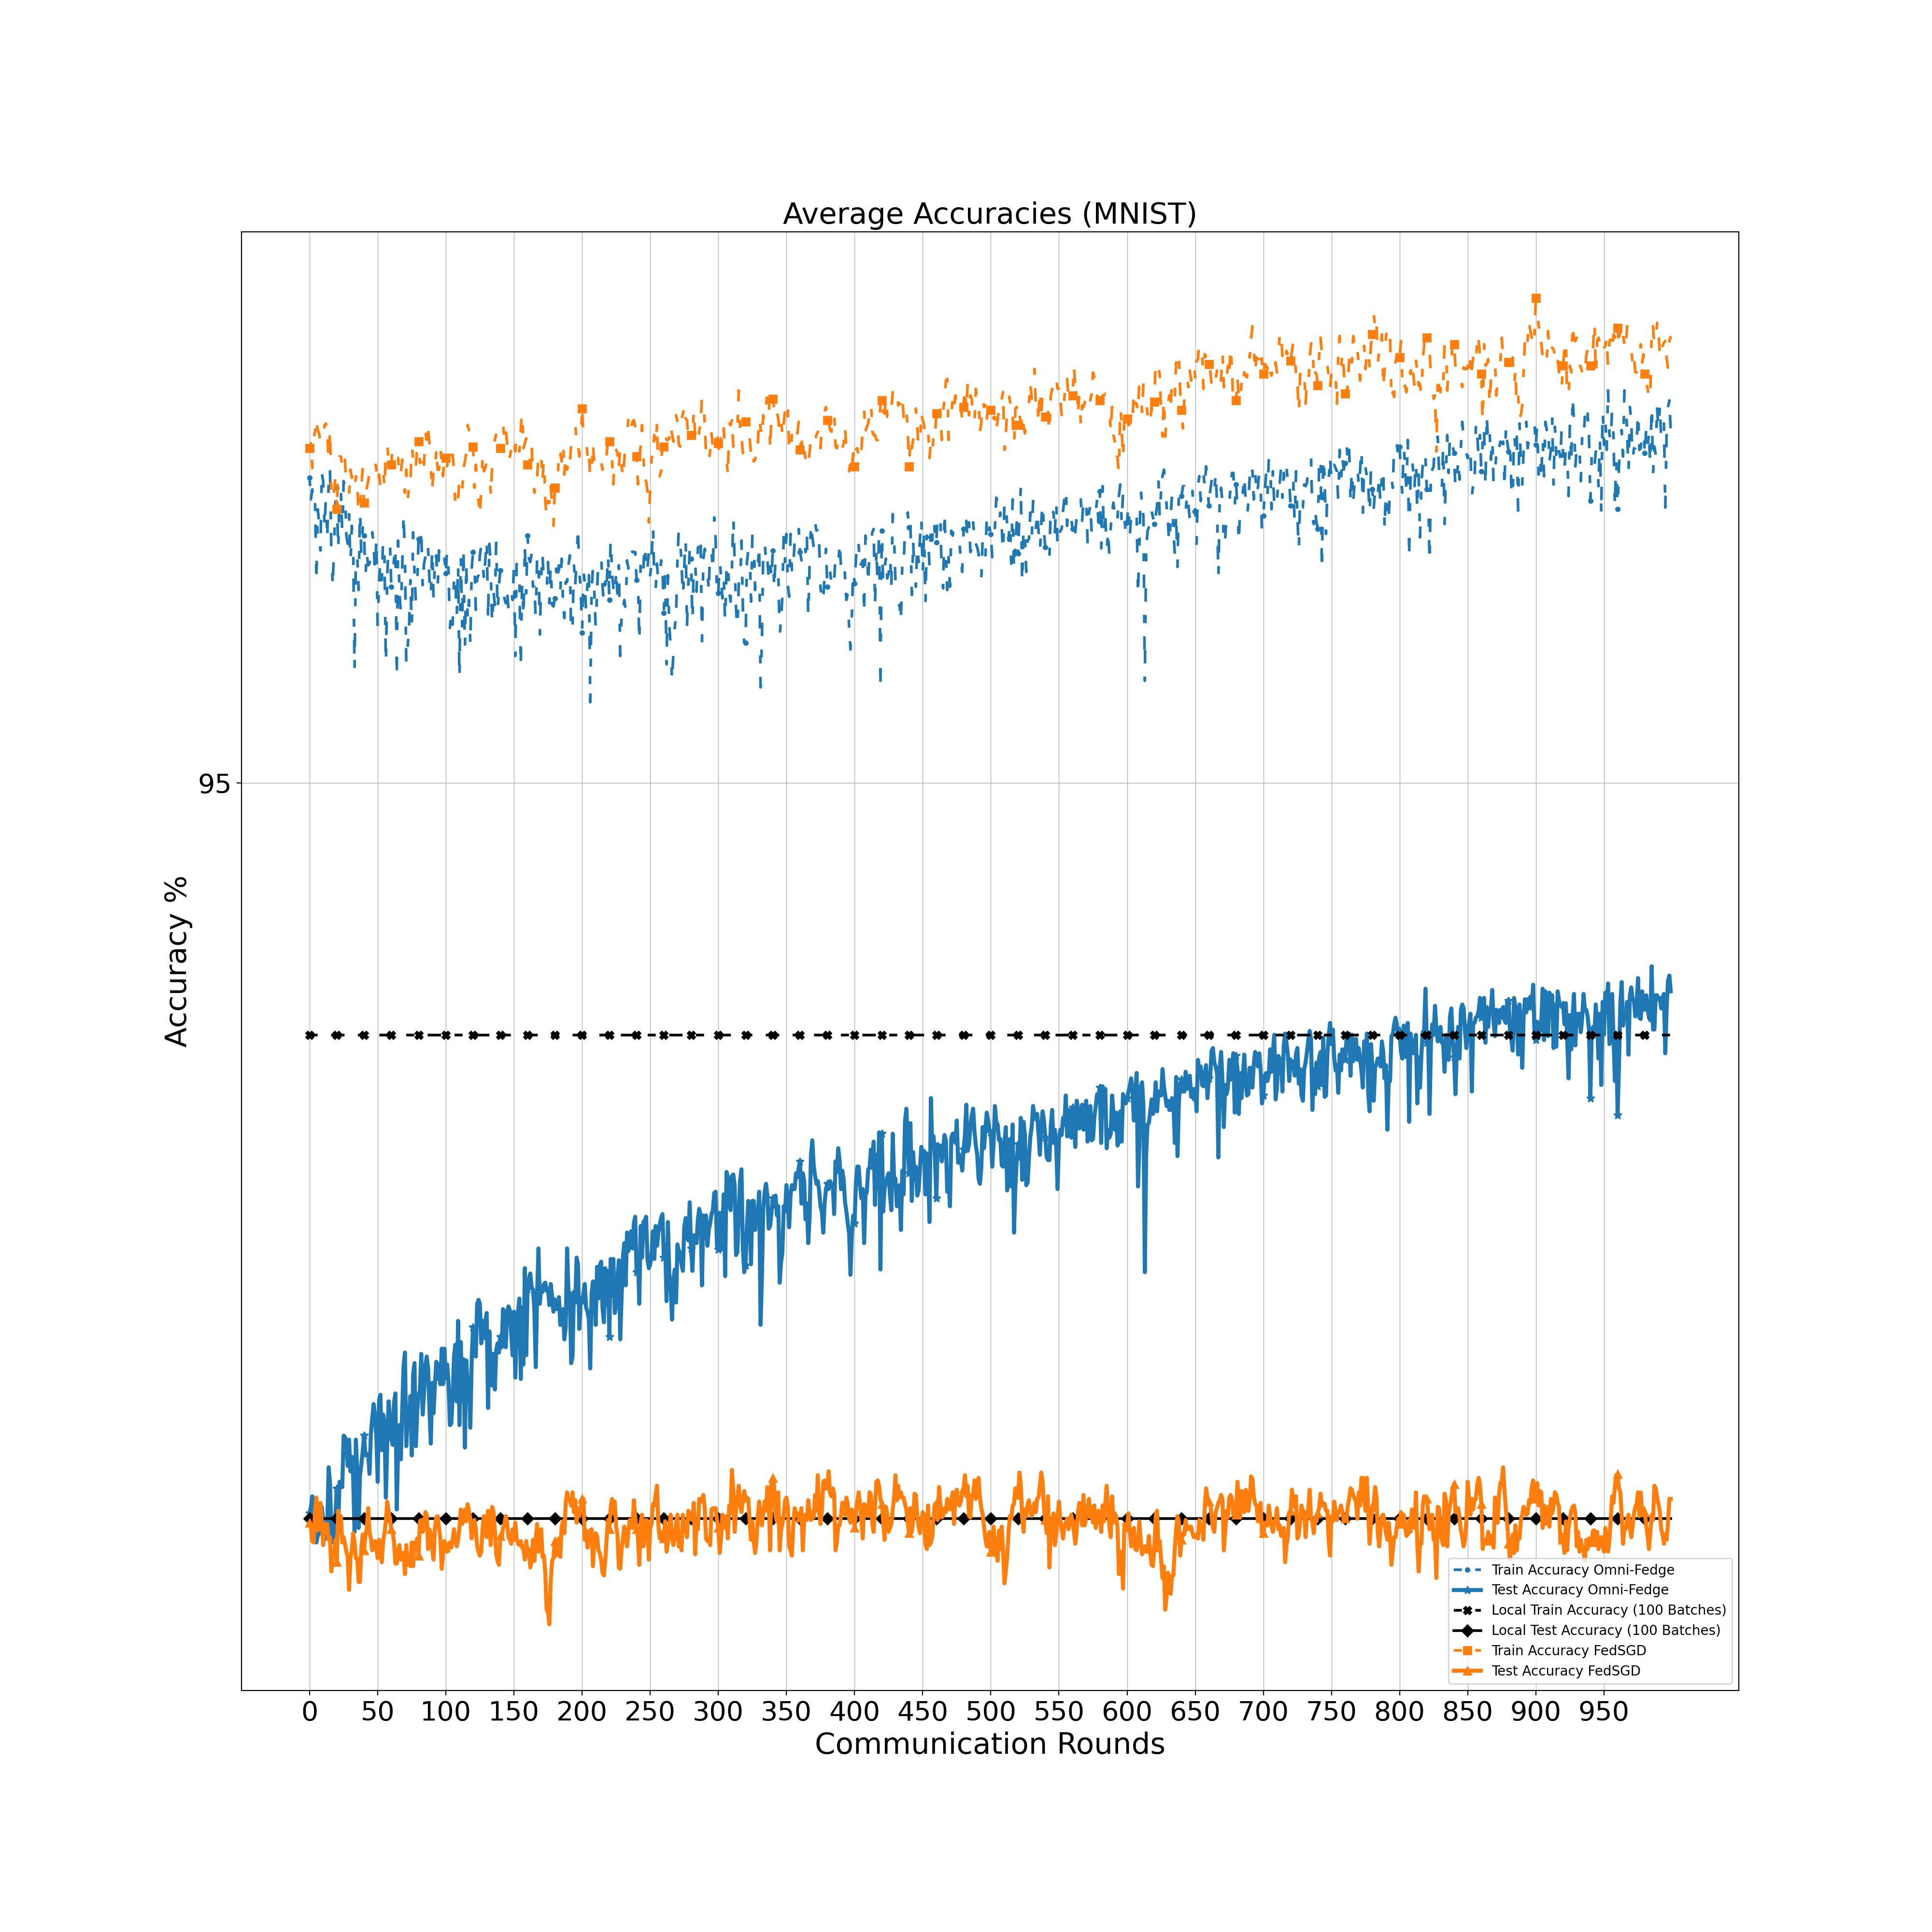 Average Accuracies (MNIST)
95
Accuracy %
Train Accuracy Omni-Fedge
Test Accuracy Omni-Fedge
Local Train Accuracy (100 Batches)
Local Test Accuracy (100 Batches)
Train Accuracy FedSGD
Test Accuracy FedSGD
0 50 100 150 200 250 300 350 400 450 500 550 600 650 700 750 800 850 900 950
Communication Rounds